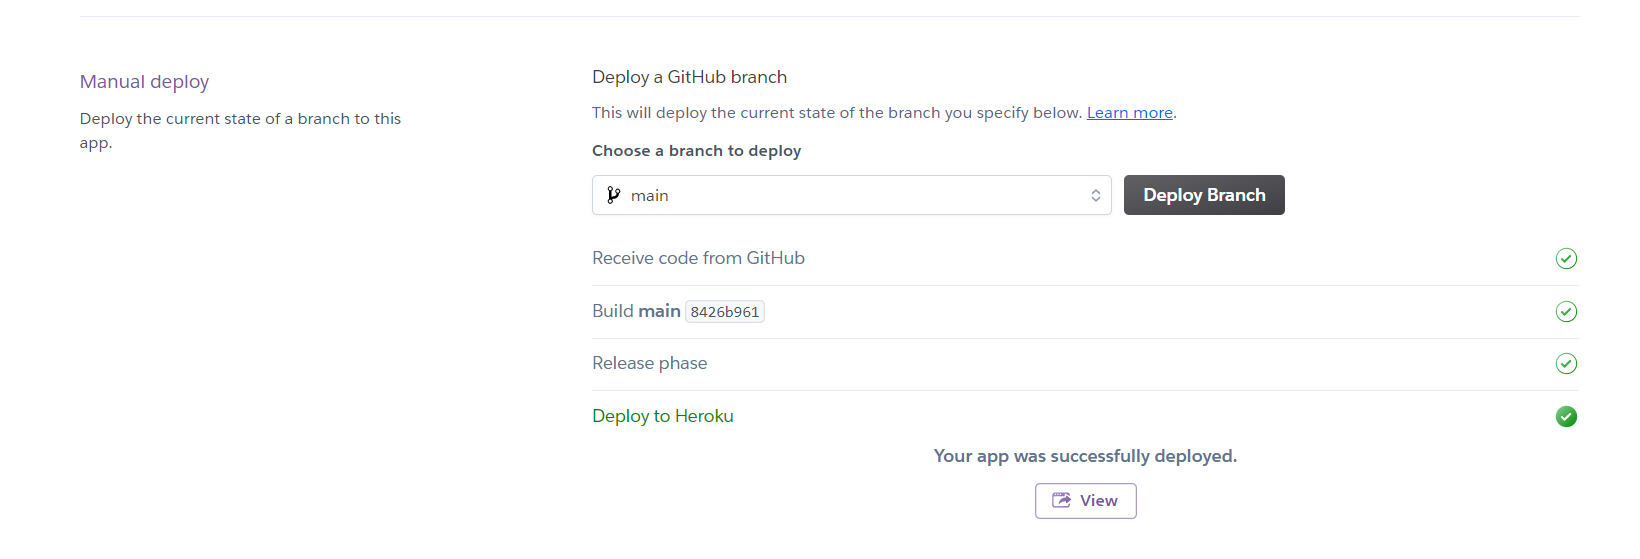 Manual deploy
Deploy the current state of a branch to this
app.
Deploy a GitHub branch
This will deploy the current state of the branch you specify below. Learn more.
Choose a branch to deploy
main
Deploy Branch
Receive code from GitHub
Build main 8426b961
Release phase
Deploy to Heroku
Your app was successfully deployed.
View